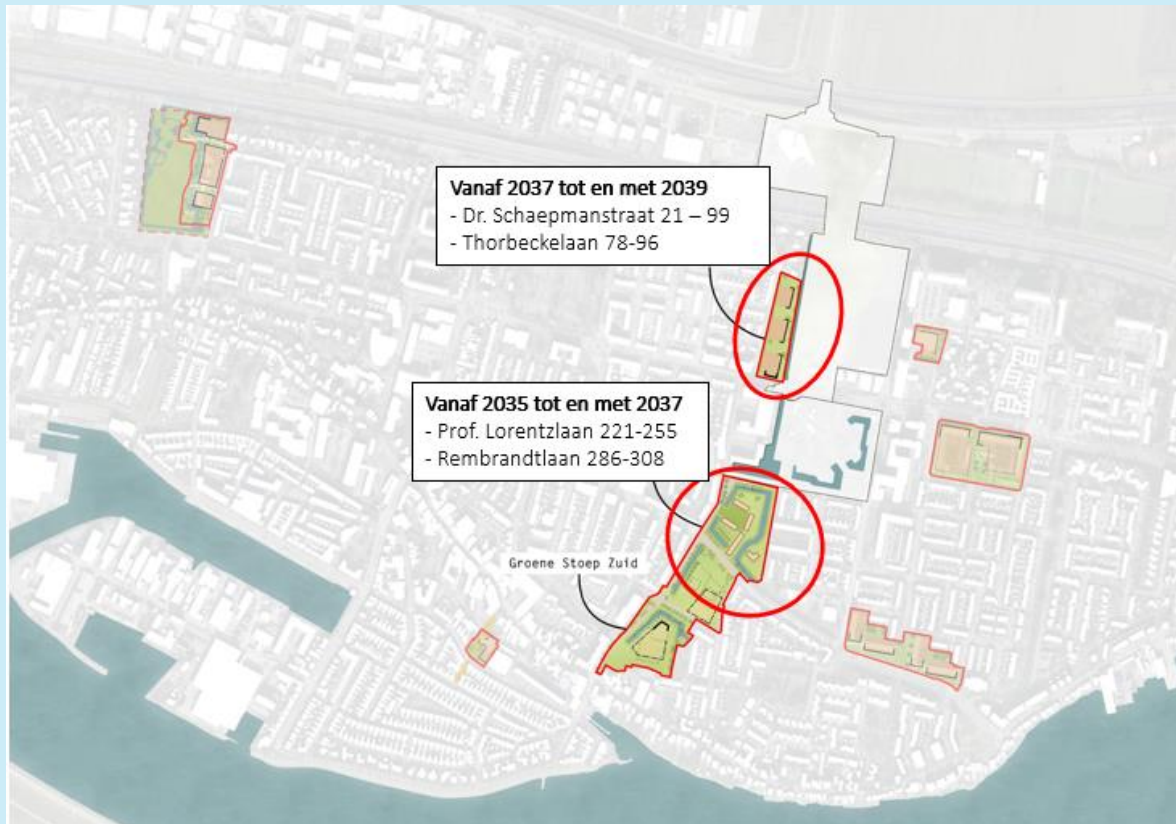 Vanaf 2037 tot en met 2039
- Dr. Schaepmanstraat 21 – 99
- Thorbeckelaan 78-96
Vanaf 2035 tot en met 2037
- Prof. Lorentzlaan 221-255
- Rembrandtlaan 286-308
Groene Stoep Zuid